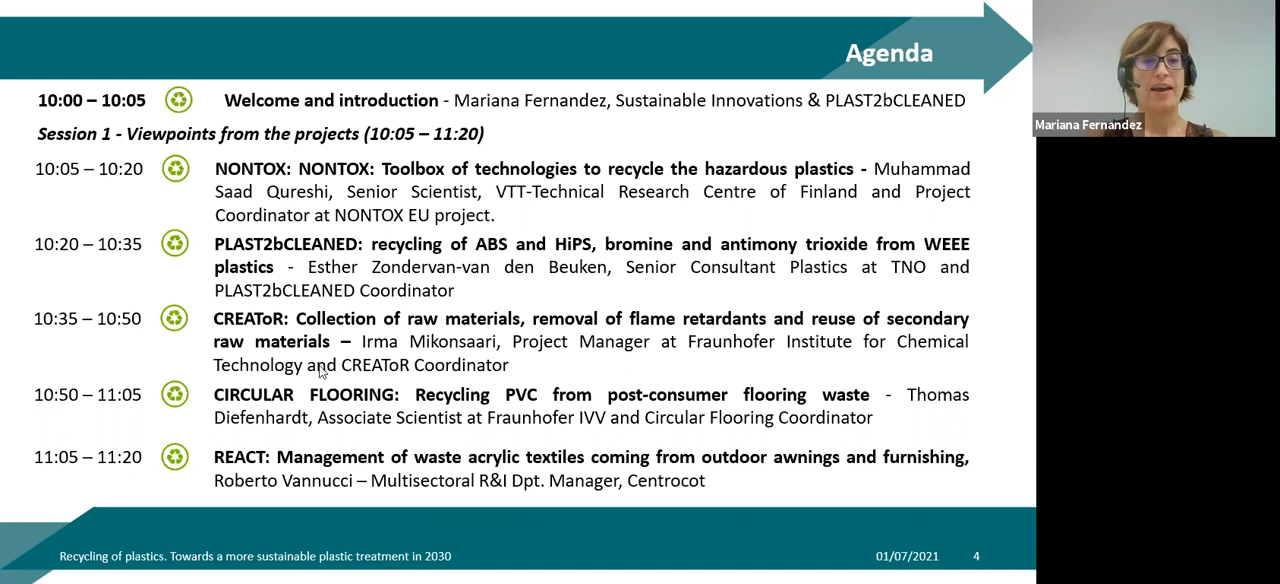 Agenda
10:00 – 10:05 Welcome and introduction - Mariana Fernandez, Sustainable Innovations & PLAST2bCLEANED
Session 1 - Viewpoints from the projects (10:05 – 11:20)
10:05 – 10:20 NONTOX: NONTOX: Toolbox of technologies to recycle the hazardous plastics - Muhammad
Saad Qureshi, Senior Scientist, VTT-Technical Research Centre of Finland and Project
Coordinator at NONTOX EU project.
10:20 – 10:35 PLAST2bCLEANED: recycling of ABS and HiPS, bromine and antimony trioxide from WEEE
plastics - Esther Zondervan-van den Beuken, Senior Consultant Plastics at TNO and
PLAST2bCLEANED Coordinator
10:35 – 10:50 CREAToR: Collection of raw materials, removal of flame retardants and reuse of secondary
raw materials – Irma Mikonsaari, Project Manager at Fraunhofer Institute for Chemical
Technology and CREAToR Coordinator
10:50 – 11:05 CIRCULAR FLOORING: Recycling PVC from post-consumer flooring waste - Thomas
Diefenhardt, Associate Scientist at Fraunhofer IVV and Circular Flooring Coordinator
11:05 – 11:20 REACT: Management of waste acrylic textiles coming from outdoor awnings and furnishing,
Roberto Vannucci – Multisectoral R&I Dpt. Manager, Centrocot
Recycling of plastics. Towards a more sustainable plastic treatment in 2030 01/07/2021 4
Mariana Fernandez